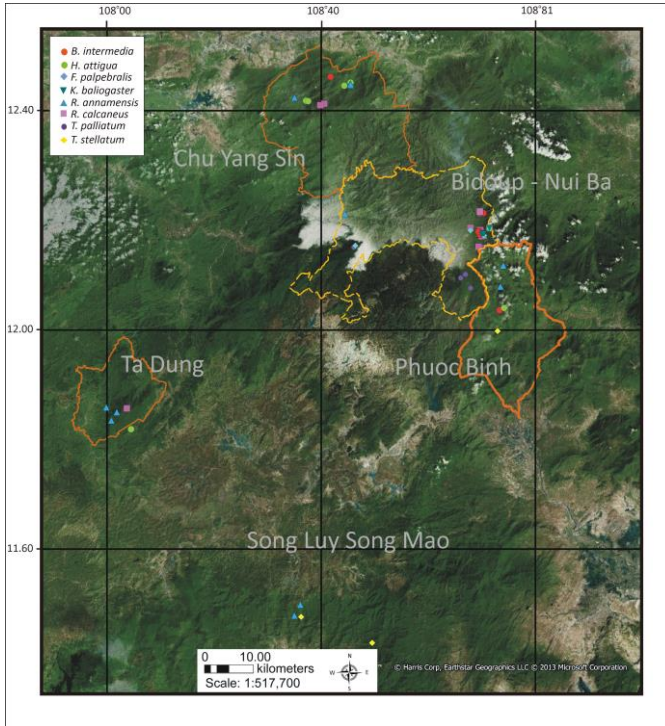 108°00 108°40 108°81
B. intermedia
H. attigua
F. palpebralis
K. baliogaster
R. annamensis
R. calcaneus
T. palliatum
T. stellatum
12.40
Chu Yang Sin
Bidoup - Nui Ba
12.00
Ta Dung
Phuoc Binh
11.60
Song Luy Song Mao
0 10.00
kilometers
Scale: 1:517,700
N
W E
S
© Harris Corp, Earthstar Geographics LLC © 2013 Microsoft Corporation